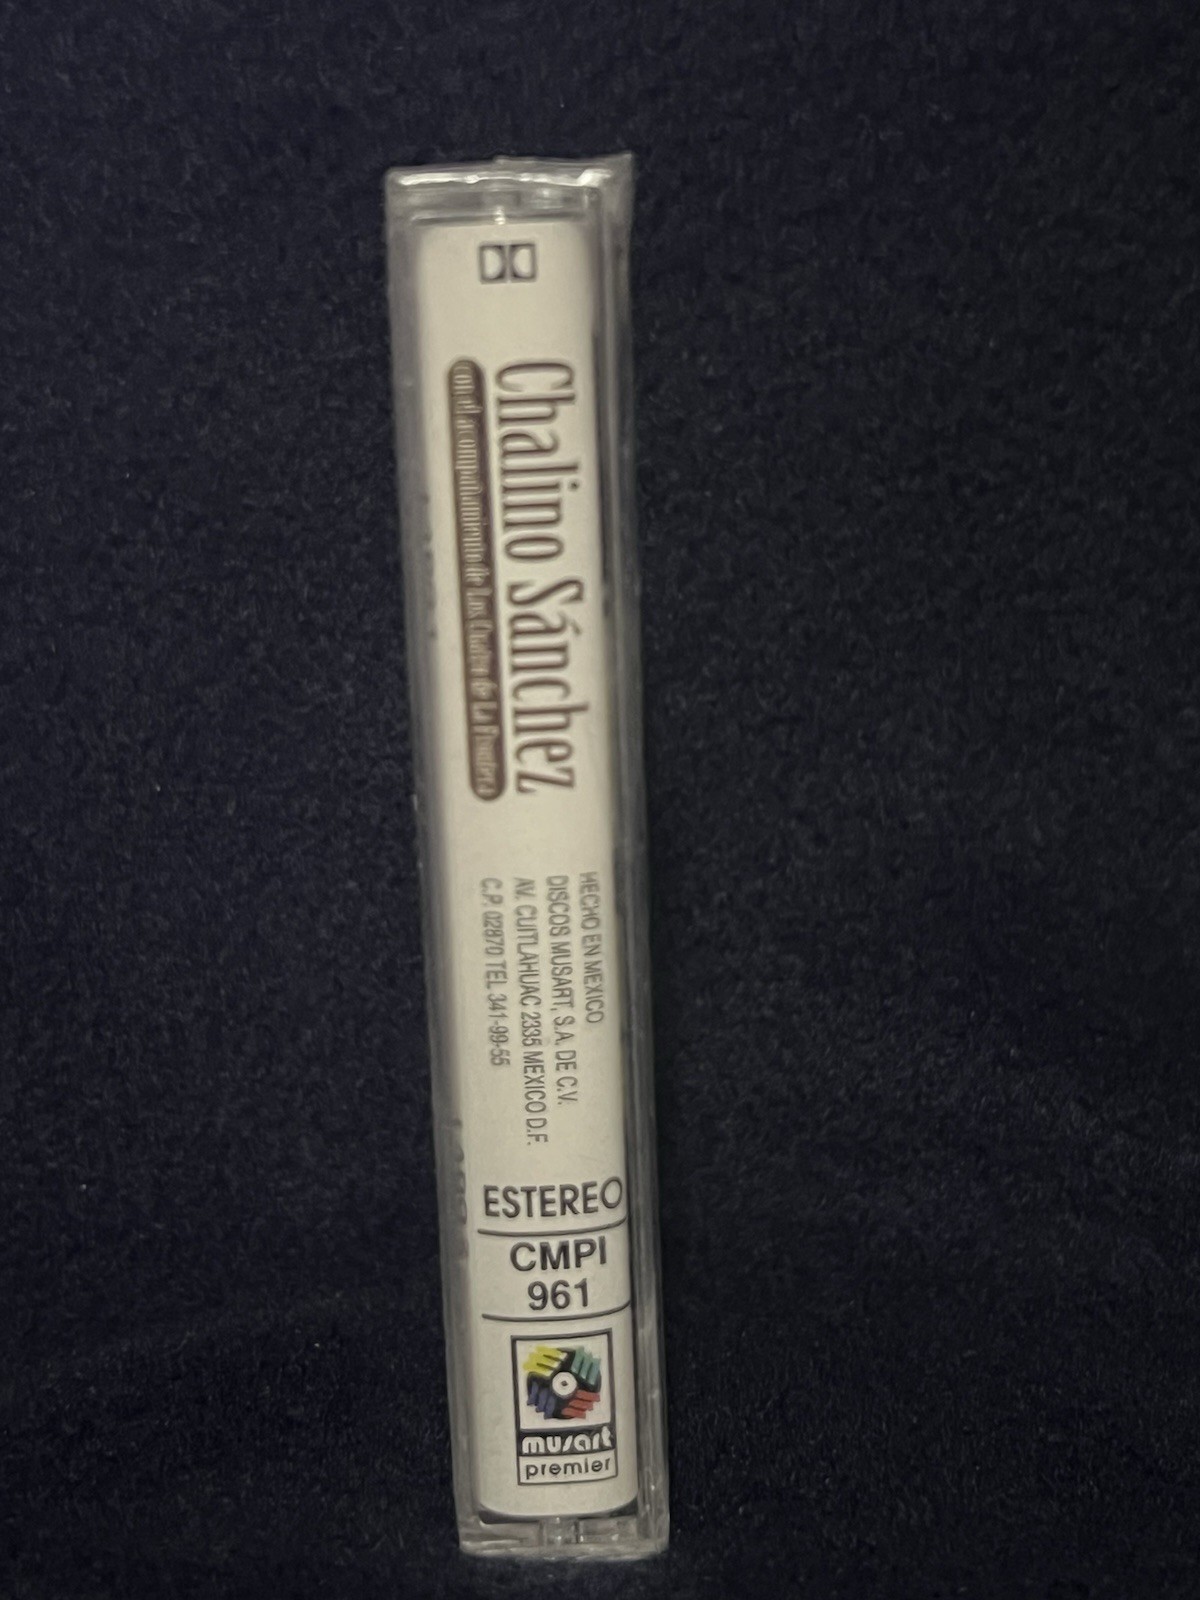 Chalino Sánchez
con el acompañamiento de Los Cuates de La Frontera
HECHO EN MEXICO
DISCOS MUSART, S.A. DE C.V.
AV. CUITLAHUAC 2335 MEXICO D.F.
C.P. 02870 TEL 341-99-55
ESTEREO
CMPI
961
musart
premier